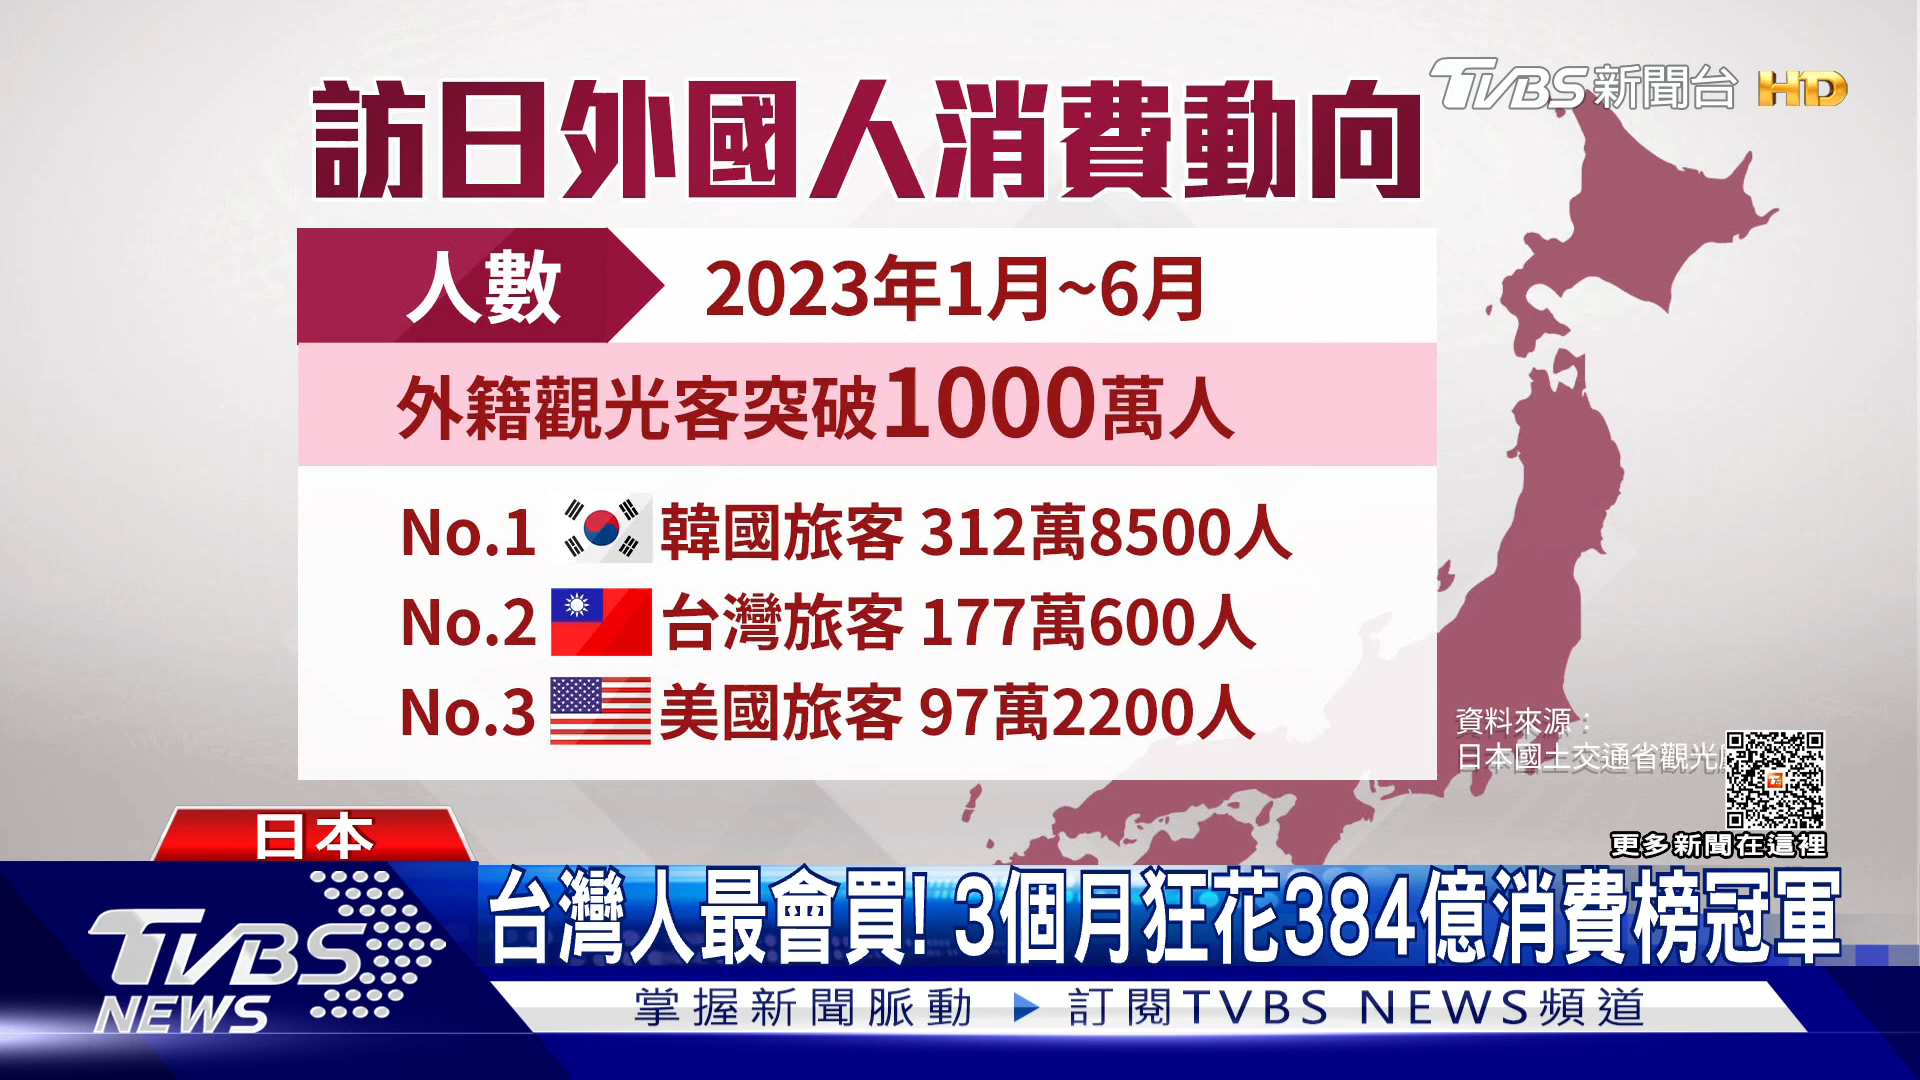 訪日外國人消費動向
TVBS新聞台 HD
人數 2023年1月~6月
外籍觀光客突破1000萬人
No.1 韓國旅客 312萬8500人
No.2 台灣旅客 177萬600人
No.3 美國旅客 97萬2200人
資料來源：
日本國土交通省觀光
更多新聞在這裡
日本
台灣人最會買! 3個月狂花384億消費榜冠軍
TVBS
NEWS
掌握新聞脈動 ▶ 訂閱TVBS NEWS頻道